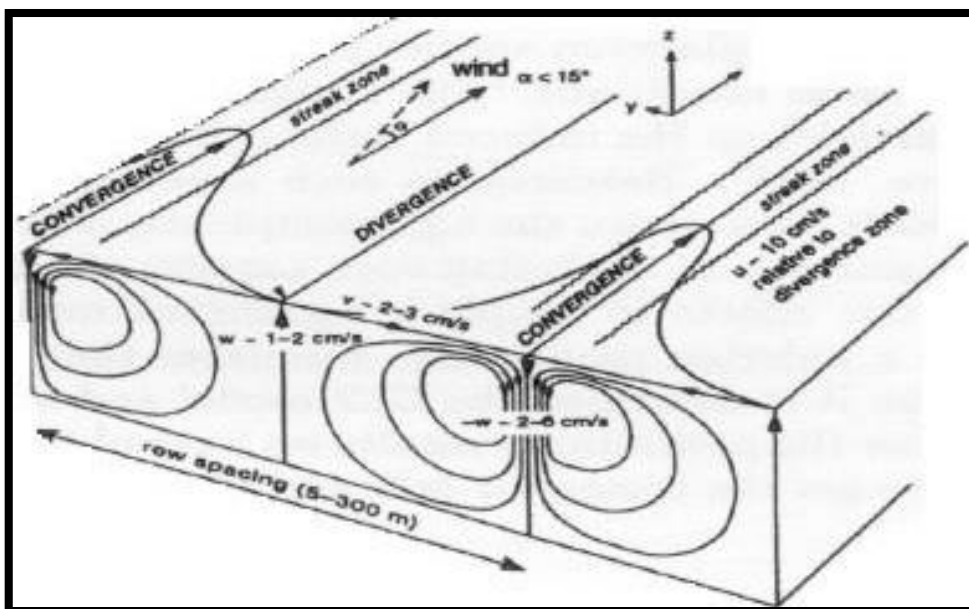 z
Y
wind α < 15°
τ₀
streak zone
CONVERGENCE
DIVERGENCE
streak zone
u ~ 10 cm/s
relative to
divergence zone
CONVERGENCE
v ~ 2-3 cm/s
w ~ 1-2 cm/s
-w ~ 2-6 cm/s
row spacing (5-300 m)